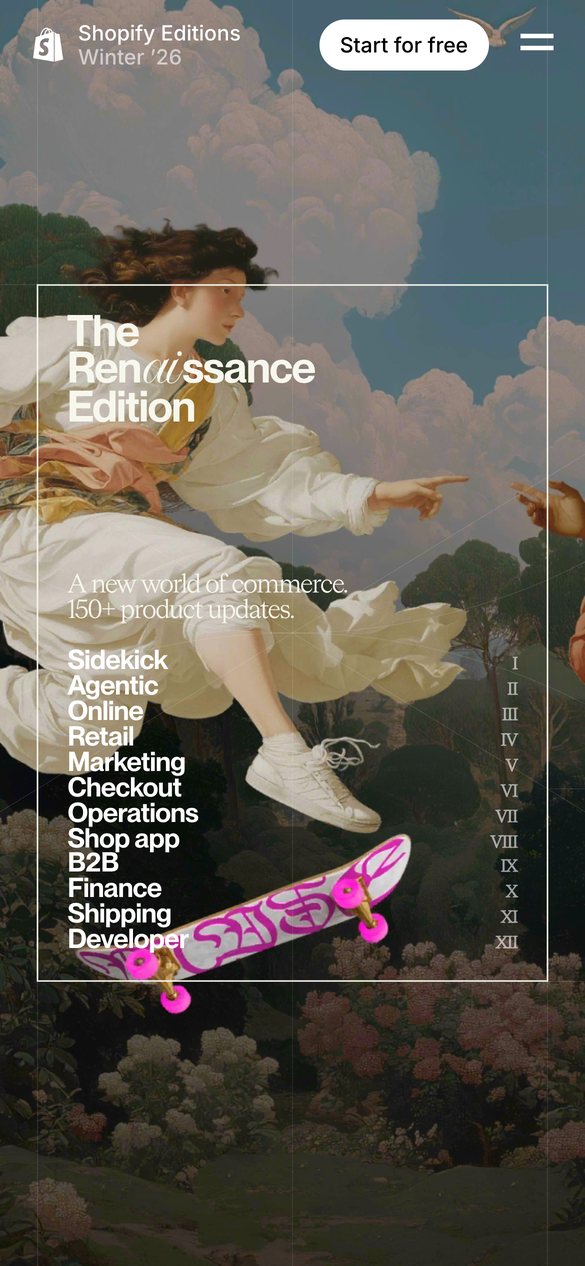 Shopify Editions
Winter ’26
Start for free
The
Renaissance
Edition
A new world of commerce.
150+ product updates.
Sidekick I
Agentic II
Online III
Retail IV
Marketing V
Checkout VI
Operations VII
Shop app VIII
B2B IX
Finance X
Shipping XI
Developer XII